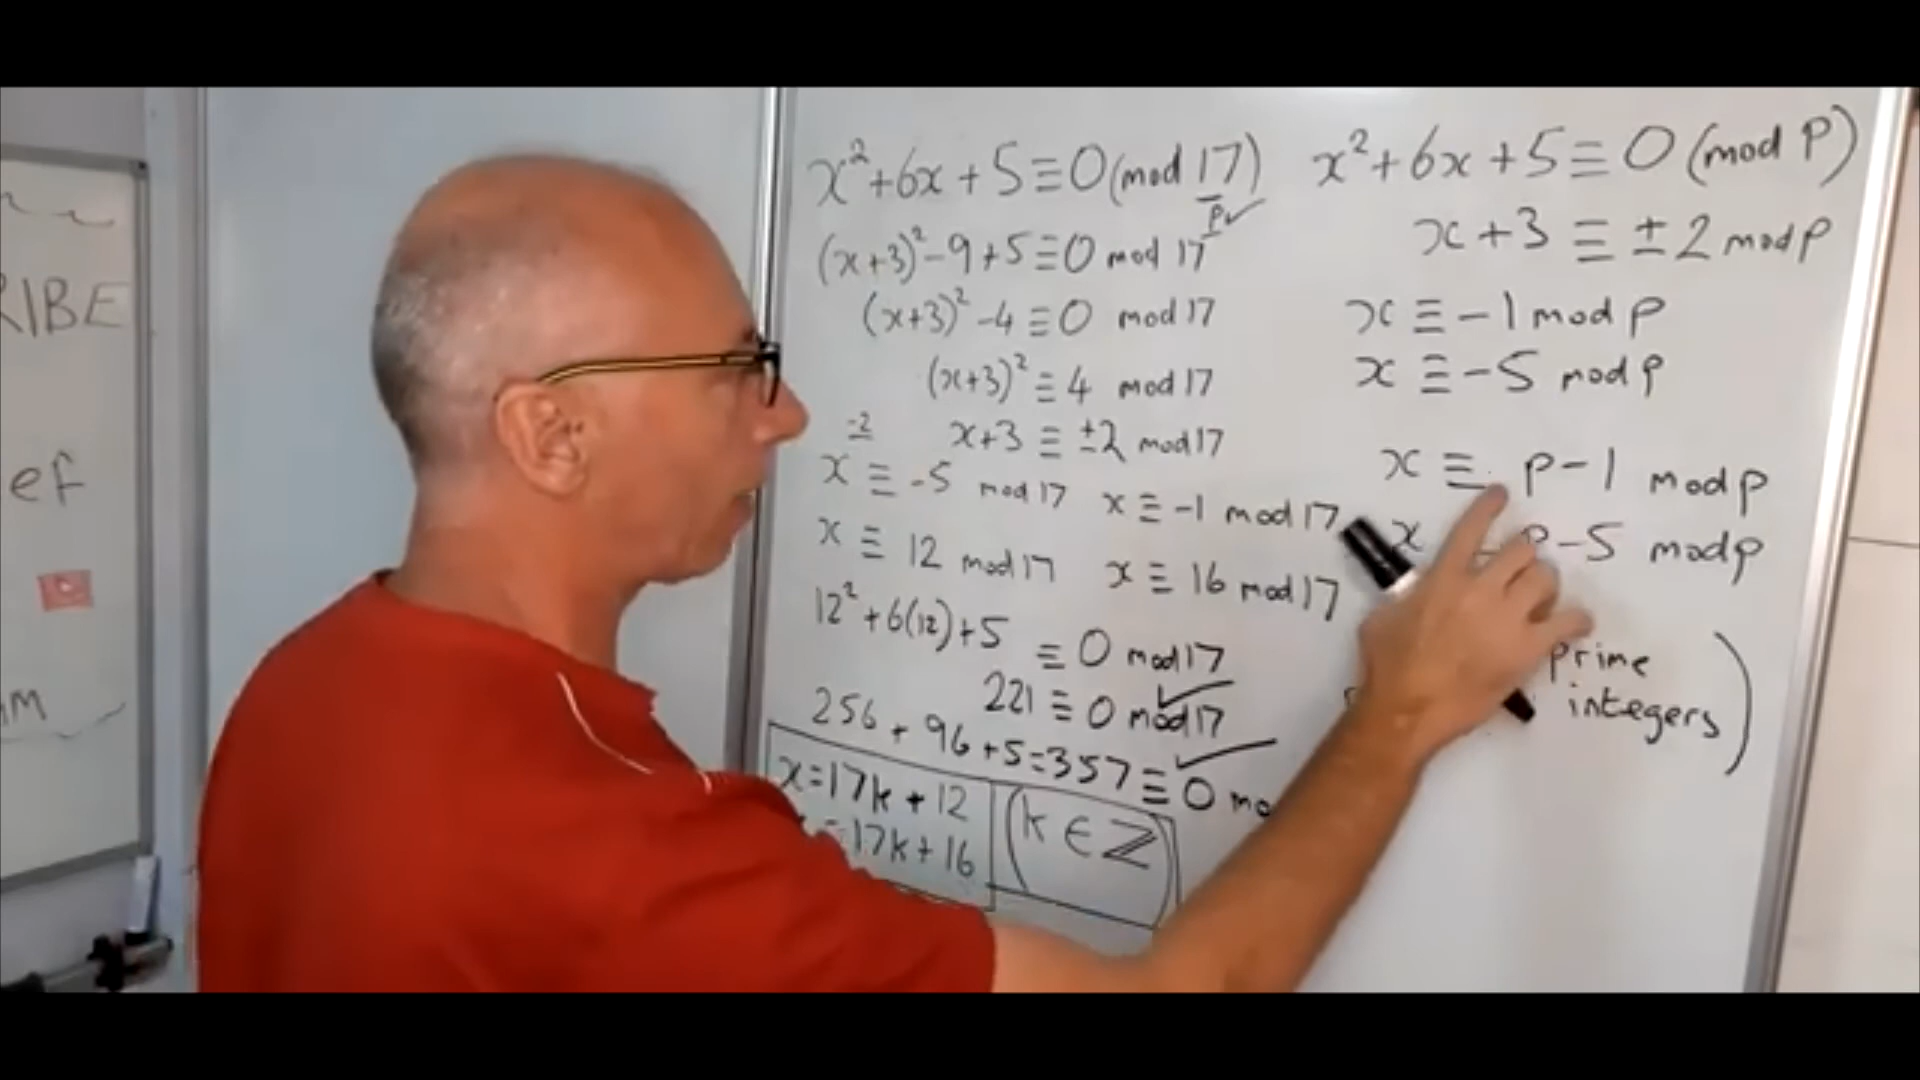 RIBE
ef
x²+6x+5≡0(mod 17)
p✓
(x+3)²-9+5≡0 mod 17
(x+3)²-4≡0 mod 17
(x+3)²≡4 mod 17
-2
x+3≡±2 mod 17
x≡-5 mod 17 x≡-1 mod 17
x≡12 mod 17 x≡16 mod 17
12²+6(12)+5≡0 mod 17
221≡0 mod 17 ✓
256+96+5=357≡0 mo
✓
x=17k+12
=17k+16
(k∈ℤ)
x²+6x+5≡0 (mod P)
x+3≡±2 mod p
x≡-1 mod p
x≡-5 mod p
x≡p-1 mod p
x p-5 mod p
prime
integers)